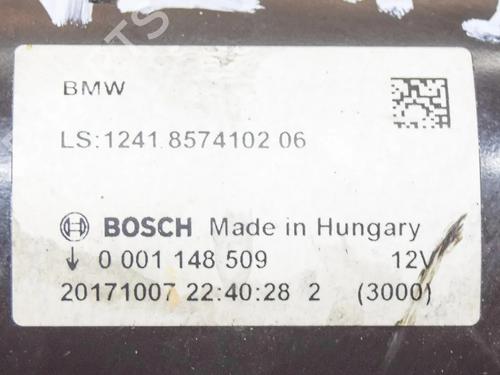 BMW
LS:1241 8574102 06
BOSCH Made in Hungary
↓ 0 001 148 509 12V
20171007 22:40:28 2 (3000)